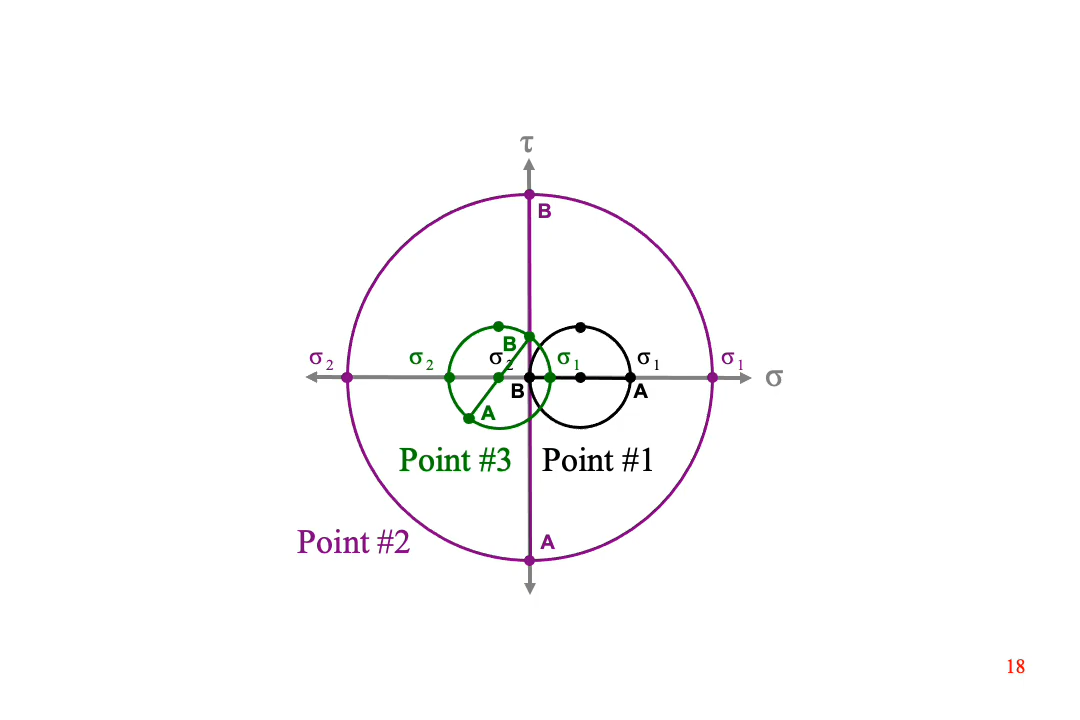 τ
B
σ₂ σ₂ B σ₂ σ₁ σ₁ σ₁
σ
B A
A
Point #3 Point #1
Point #2 A
18